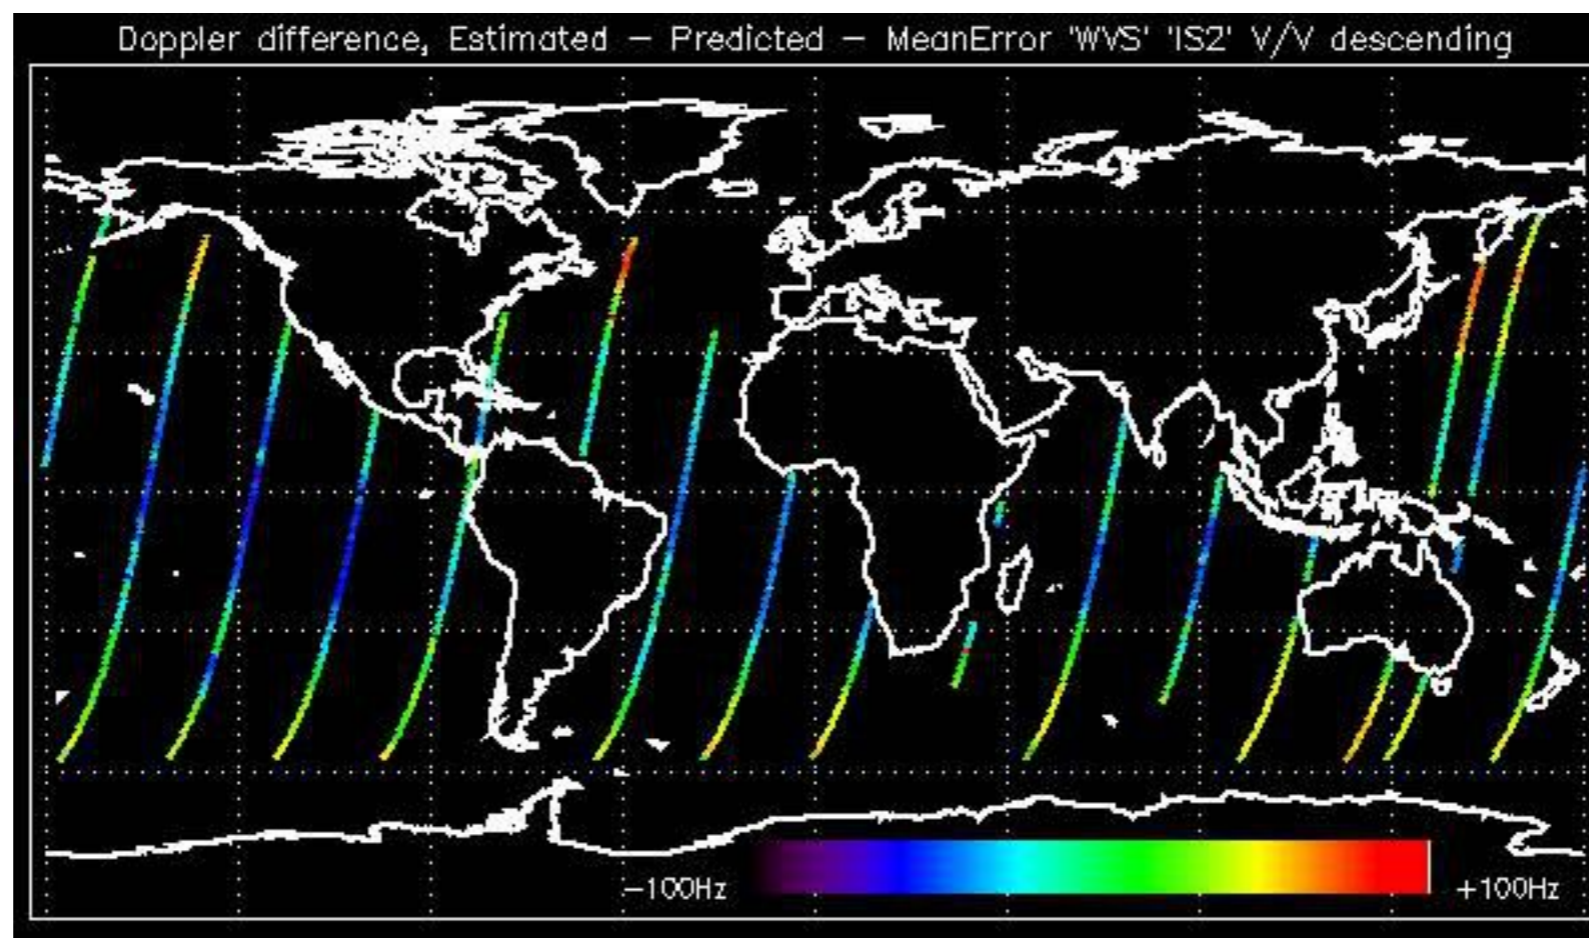 Doppler difference, Estimated - Predicted - MeanError 'WVS' 'IS2' V/V descending
-100Hz +100Hz